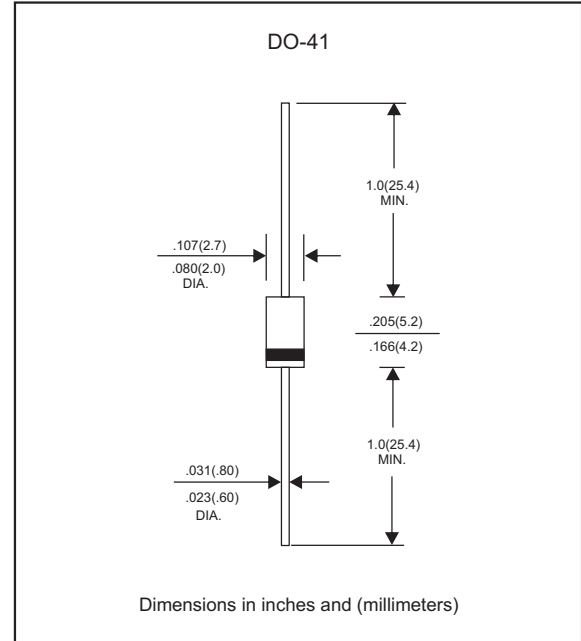 DO-41
1.0(25.4)
MIN.
.107(2.7)
.080(2.0)
DIA.
.205(5.2)
.166(4.2)
1.0(25.4)
MIN.
.031(.80)
.023(.60)
DIA.
Dimensions in inches and (millimeters)